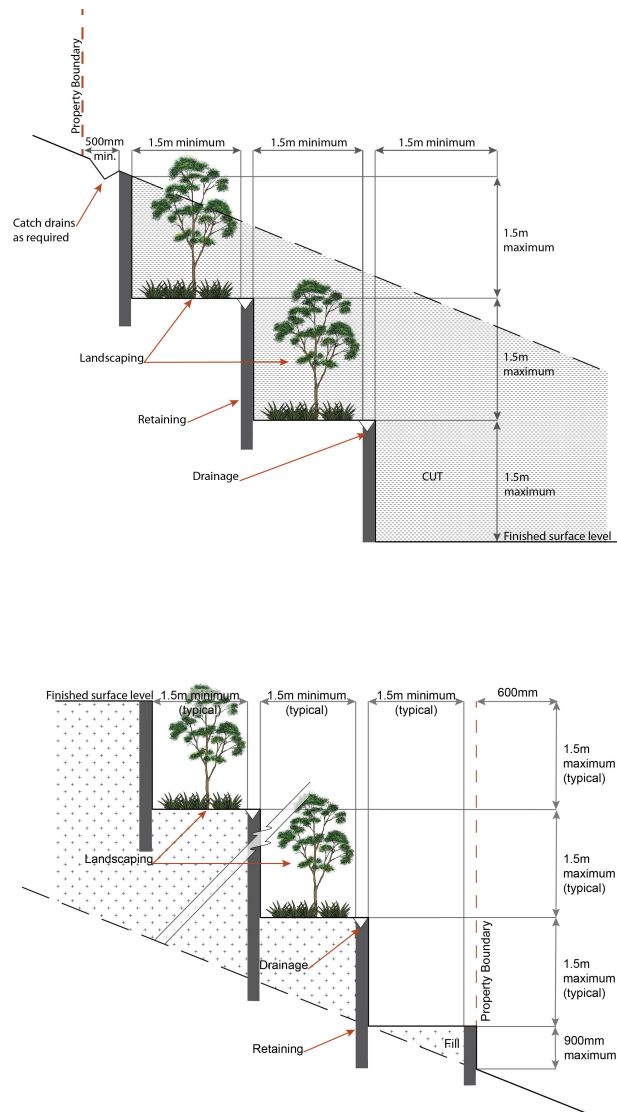 Property Boundary
500mm
min.
1.5m minimum
1.5m minimum
1.5m minimum
Catch drains
as required
1.5m
maximum
Landscaping
1.5m
maximum
Retaining
Drainage
CUT
1.5m
maximum
Finished surface level
Finished surface level
1.5m minimum
(typical)
1.5m minimum
(typical)
1.5m minimum
(typical)
600mm
1.5m
maximum
(typical)
Landscaping
1.5m
maximum
(typical)
Drainage
Property Boundary
1.5m
maximum
(typical)
Retaining
Fill
900mm
maximum